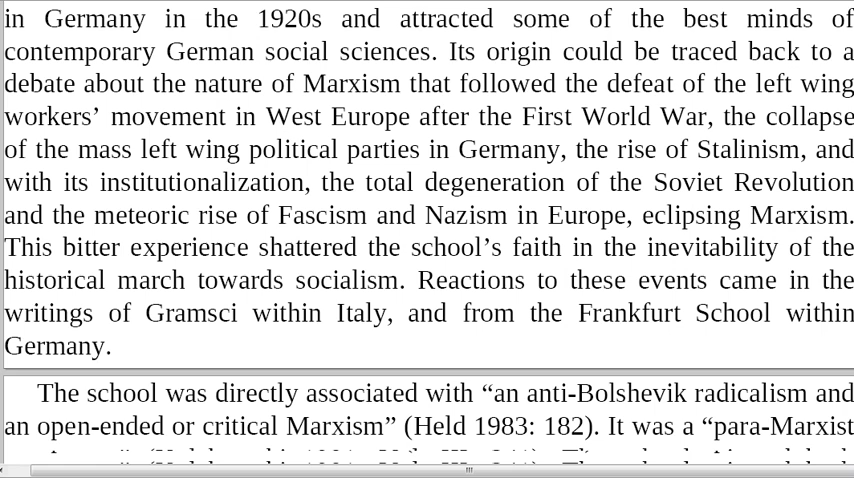 in Germany in the 1920s and attracted some of the best minds of
contemporary German social sciences. Its origin could be traced back to a
debate about the nature of Marxism that followed the defeat of the left wing
workers’ movement in West Europe after the First World War, the collapse
of the mass left wing political parties in Germany, the rise of Stalinism, and
with its institutionalization, the total degeneration of the Soviet Revolution
and the meteoric rise of Fascism and Nazism in Europe, eclipsing Marxism.
This bitter experience shattered the school’s faith in the inevitability of the
historical march towards socialism. Reactions to these events came in the
writings of Gramsci within Italy, and from the Frankfurt School within
Germany.
The school was directly associated with “an anti-Bolshevik radicalism and
an open-ended or critical Marxism” (Held 1983: 182). It was a “para-Marxist